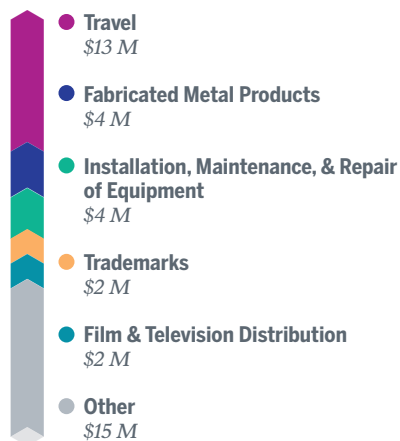 Travel
$13 M
Fabricated Metal Products
$4 M
Installation, Maintenance, & Repair
of Equipment
$4 M
Trademarks
$2 M
Film & Television Distribution
$2 M
Other
$15 M